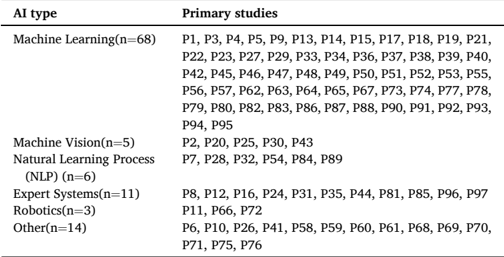 AI type Primary studies
Machine Learning(n=68) P1, P3, P4, P5, P9, P13, P14, P15, P17, P18, P19, P21,
P22, P23, P27, P29, P33, P34, P36, P37, P38, P39, P40,
P42, P45, P46, P47, P48, P49, P50, P51, P52, P53, P55,
P56, P57, P62, P63, P64, P65, P67, P73, P74, P77, P78,
P79, P80, P82, P83, P86, P87, P88, P90, P91, P92, P93,
P94, P95
Machine Vision(n=5) P2, P20, P25, P30, P43
Natural Learning Process P7, P28, P32, P54, P84, P89
(NLP) (n=6)
Expert Systems(n=11) P8, P12, P16, P24, P31, P35, P44, P81, P85, P96, P97
Robotics(n=3) P11, P66, P72
Other(n=14) P6, P10, P26, P41, P58, P59, P60, P61, P68, P69, P70,
P71, P75, P76